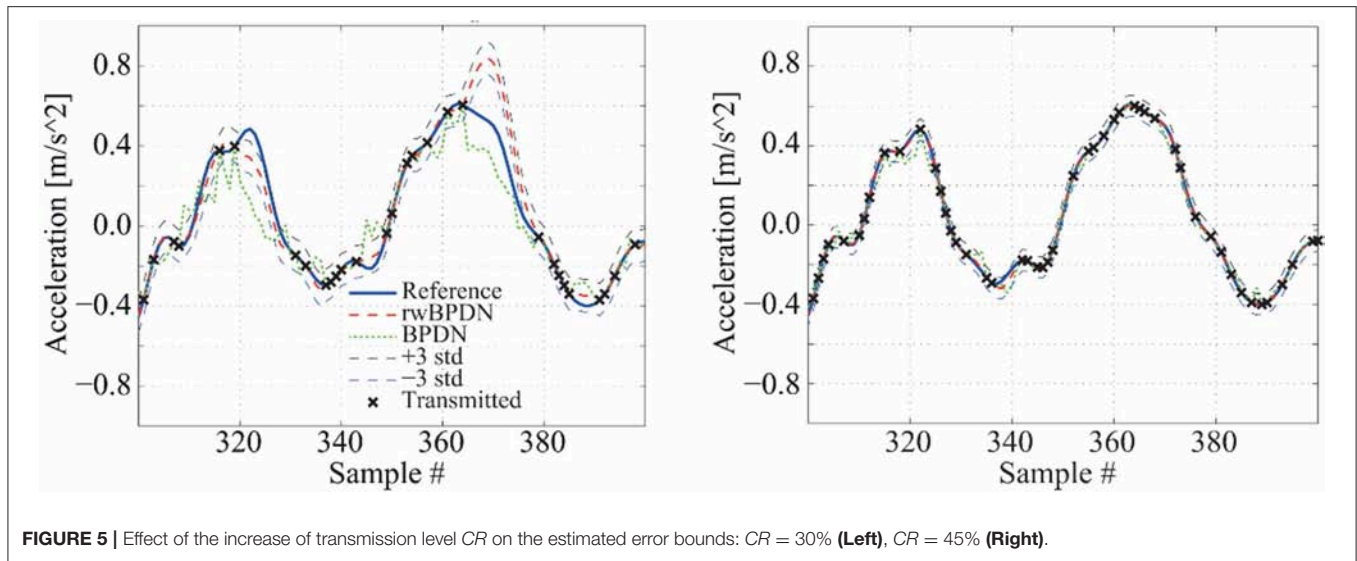 Acceleration [m/s^2]
0.8
0.4
0.0
−0.4
−0.8
Reference
rwBPDN
BPDN
+3 std
−3 std
Transmitted
320
340
360
380
Sample #
Acceleration [m/s^2]
0.8
0.4
0.0
−0.4
−0.8
320
340
360
380
Sample #
FIGURE 5 | Effect of the increase of transmission level CR on the estimated error bounds: CR = 30% (Left), CR = 45% (Right).